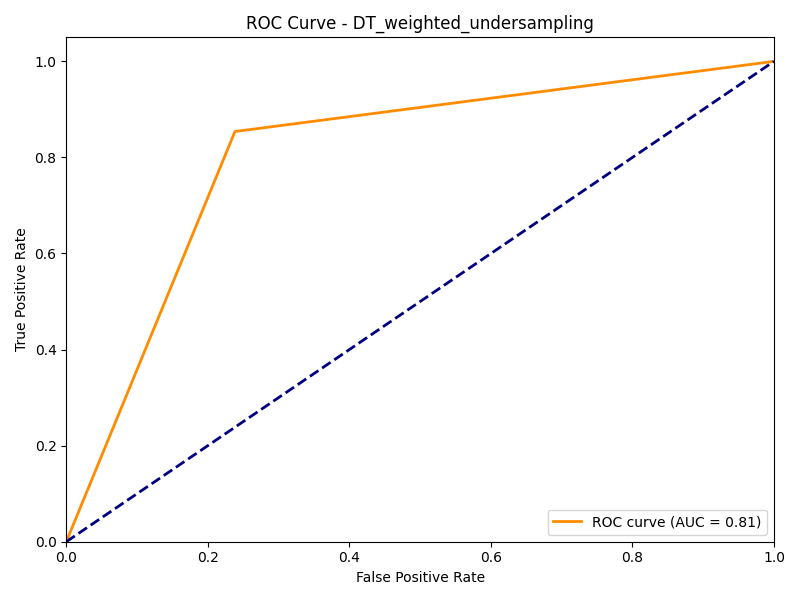 ROC Curve - DT_weighted_undersampling
1.0
0.8
0.6
0.4
0.2
0.0
True Positive Rate
0.0 0.2 0.4 0.6 0.8 1.0
False Positive Rate
ROC curve (AUC = 0.81)